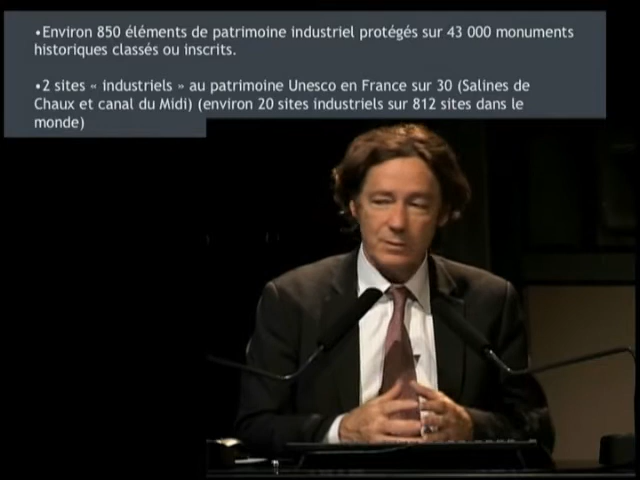 •Environ 850 éléments de patrimoine industriel protégés sur 43 000 monuments
historiques classés ou inscrits.
•2 sites « industriels » au patrimoine Unesco en France sur 30 (Salines de
Chaux et canal du Midi) (environ 20 sites industriels sur 812 sites dans le
monde)